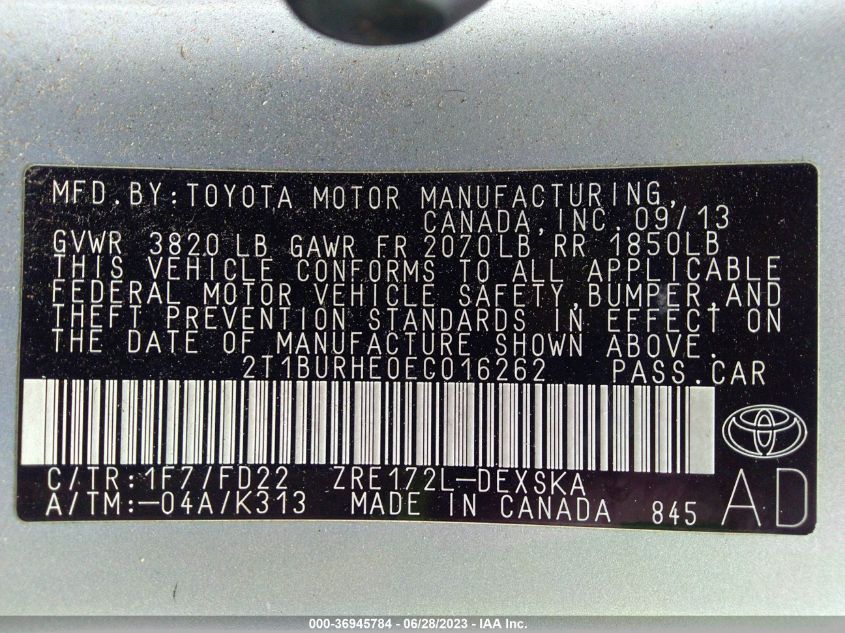 MFD.BY:TOYOTA MOTOR MANUFACTURING,
CANADA,INC. 09/13
GVWR 3820 LB GAWR FR 2070LB RR 1850LB
THIS VEHICLE CONFORMS TO ALL APPLICABLE
FEDERAL MOTOR VEHICLE SAFETY,BUMPER,AND
THEFT PREVENTION STANDARDS IN EFFECT ON
THE DATE OF MANUFACTURE SHOWN ABOVE.
2T1BURHE0EC016262 PASS.CAR
C/TR:1F7/FD22 ZRE172L-DEXSKA
A/TM:-04A/K313 MADE IN CANADA 845 AD
000-36945784 - 06/28/2023 - IAA Inc.